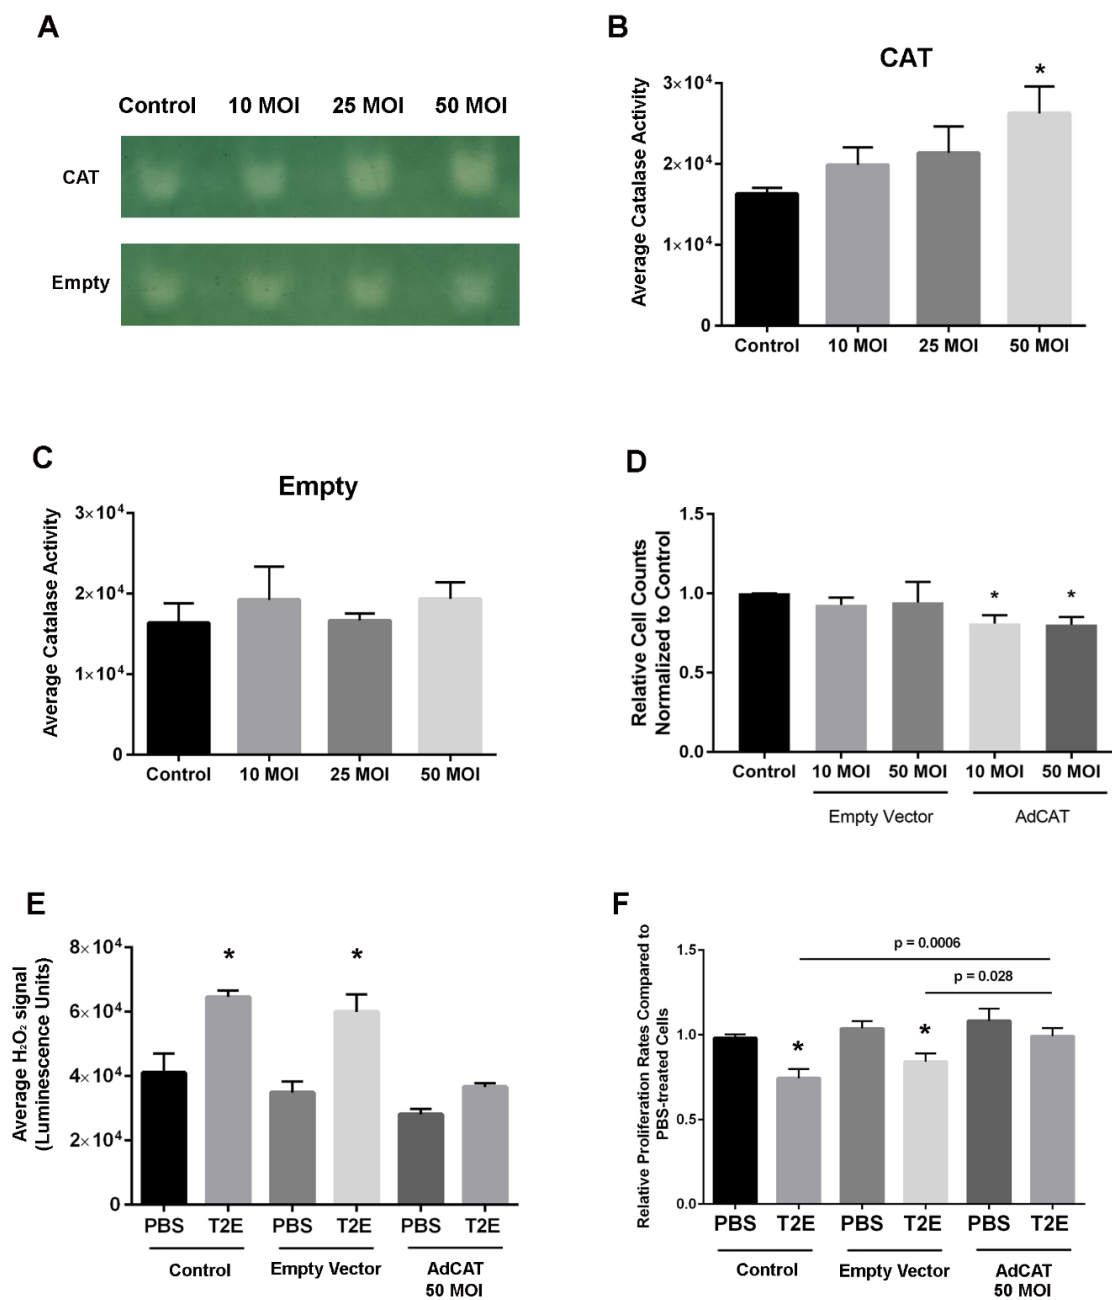 A
Control 10 MOI 25 MOI 50 MOI
CAT
Empty
B
CAT
Average Catalase Activity
3×10⁴
2×10⁴
1×10⁴
0
*
Control 10 MOI 25 MOI 50 MOI
C
Empty
Average Catalase Activity
3×10⁴
2×10⁴
1×10⁴
0
Control 10 MOI 25 MOI 50 MOI
D
Relative Cell Counts
Normalized to Control
1.5
1.0
0.5
0.0
* *
Control 10 MOI 50 MOI 10 MOI 50 MOI
Empty Vector AdCAT
E
Average H₂O₂ signal
(Luminescence Units)
8×10⁴
6×10⁴
4×10⁴
2×10⁴
0
* *
PBS T2E PBS T2E PBS T2E
Control Empty Vector AdCAT
50 MOI
F
Relative Proliferation Rates Compared to
PBS-treated Cells
1.5
1.0
0.5
0.0
p = 0.0006
p = 0.028
* *
PBS T2E PBS T2E PBS T2E
Control Empty Vector AdCAT
50 MOI